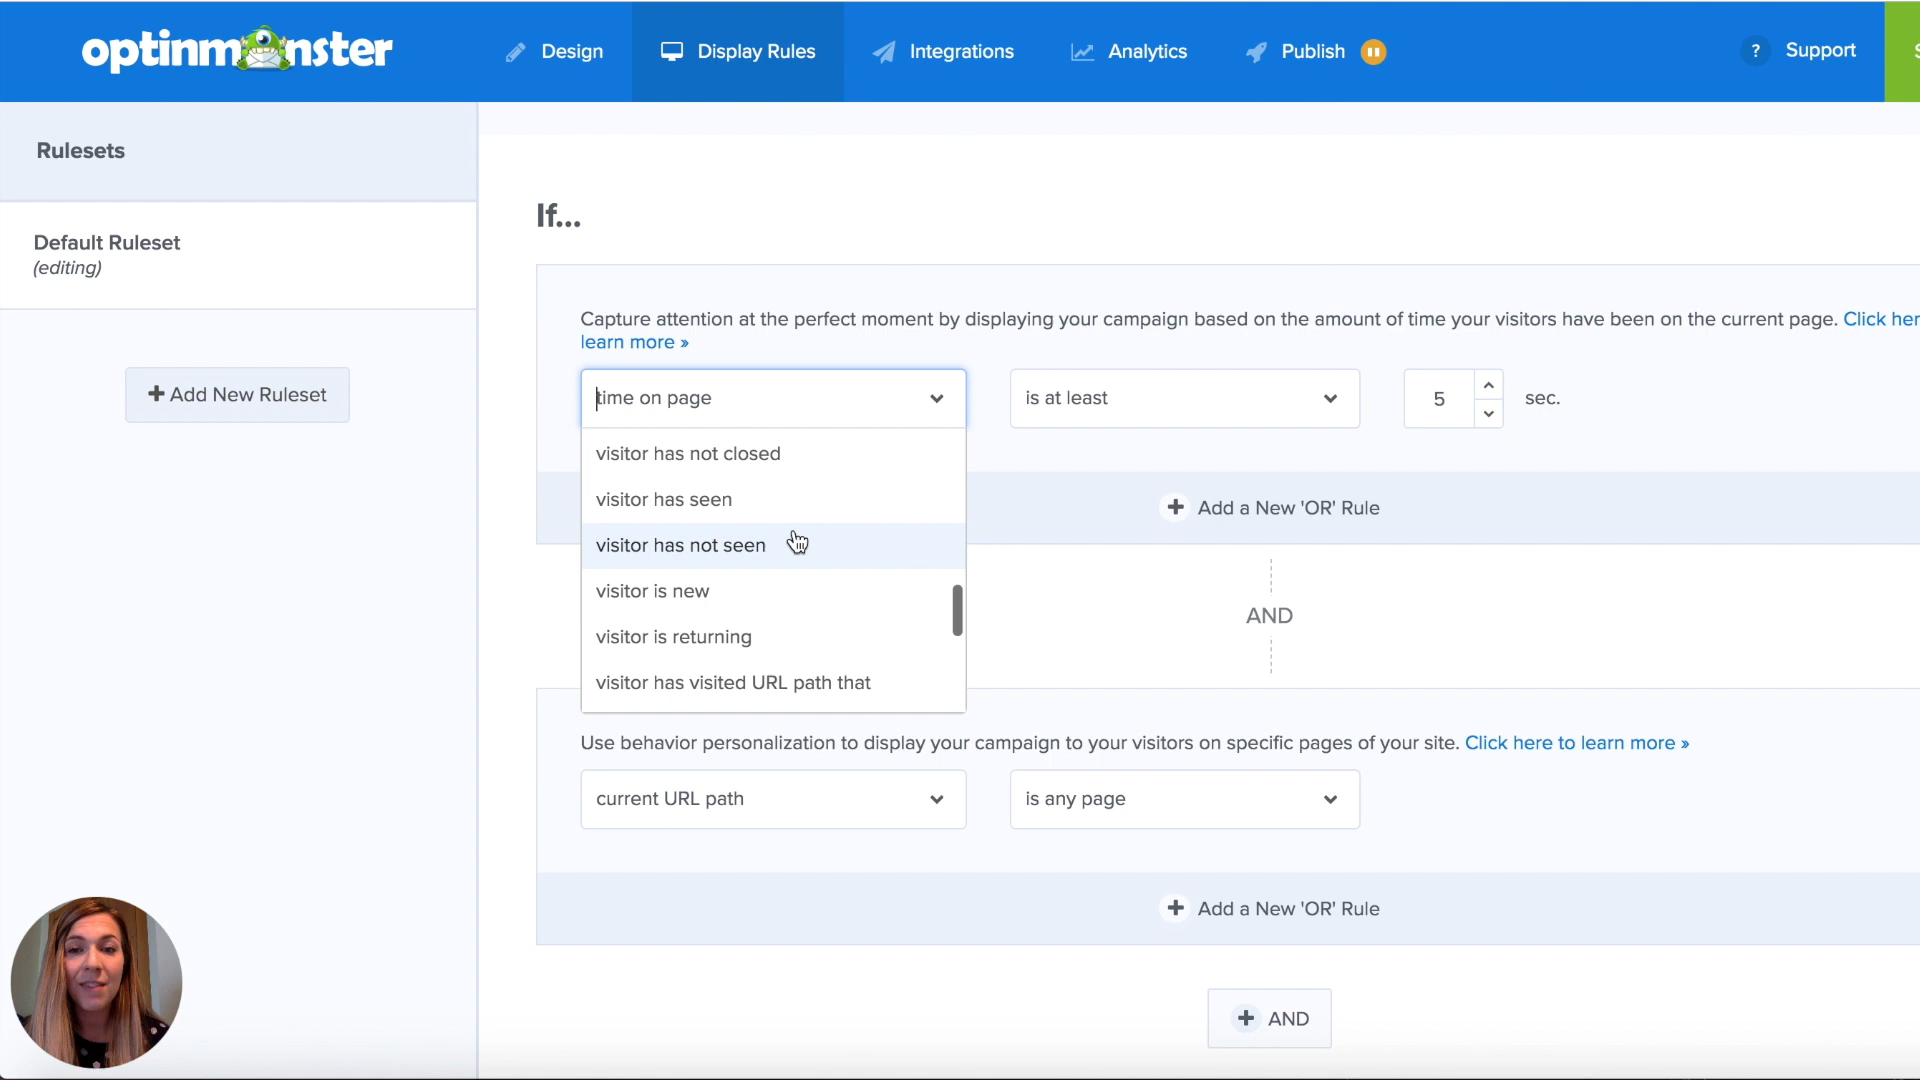 optinmonster
Design
Display Rules
Integrations
Analytics
Publish
? Support
Rulesets
Default Ruleset
(editing)
+ Add New Ruleset
If...
Capture attention at the perfect moment by displaying your campaign based on the amount of time your visitors have been on the current page. Click her
learn more »
time on page
is at least
5
sec.
visitor has not closed
visitor has seen
visitor has not seen
visitor is new
visitor is returning
visitor has visited URL path that
+ Add a New 'OR' Rule
AND
Use behavior personalization to display your campaign to your visitors on specific pages of your site. Click here to learn more »
current URL path
is any page
+ Add a New 'OR' Rule
+ AND